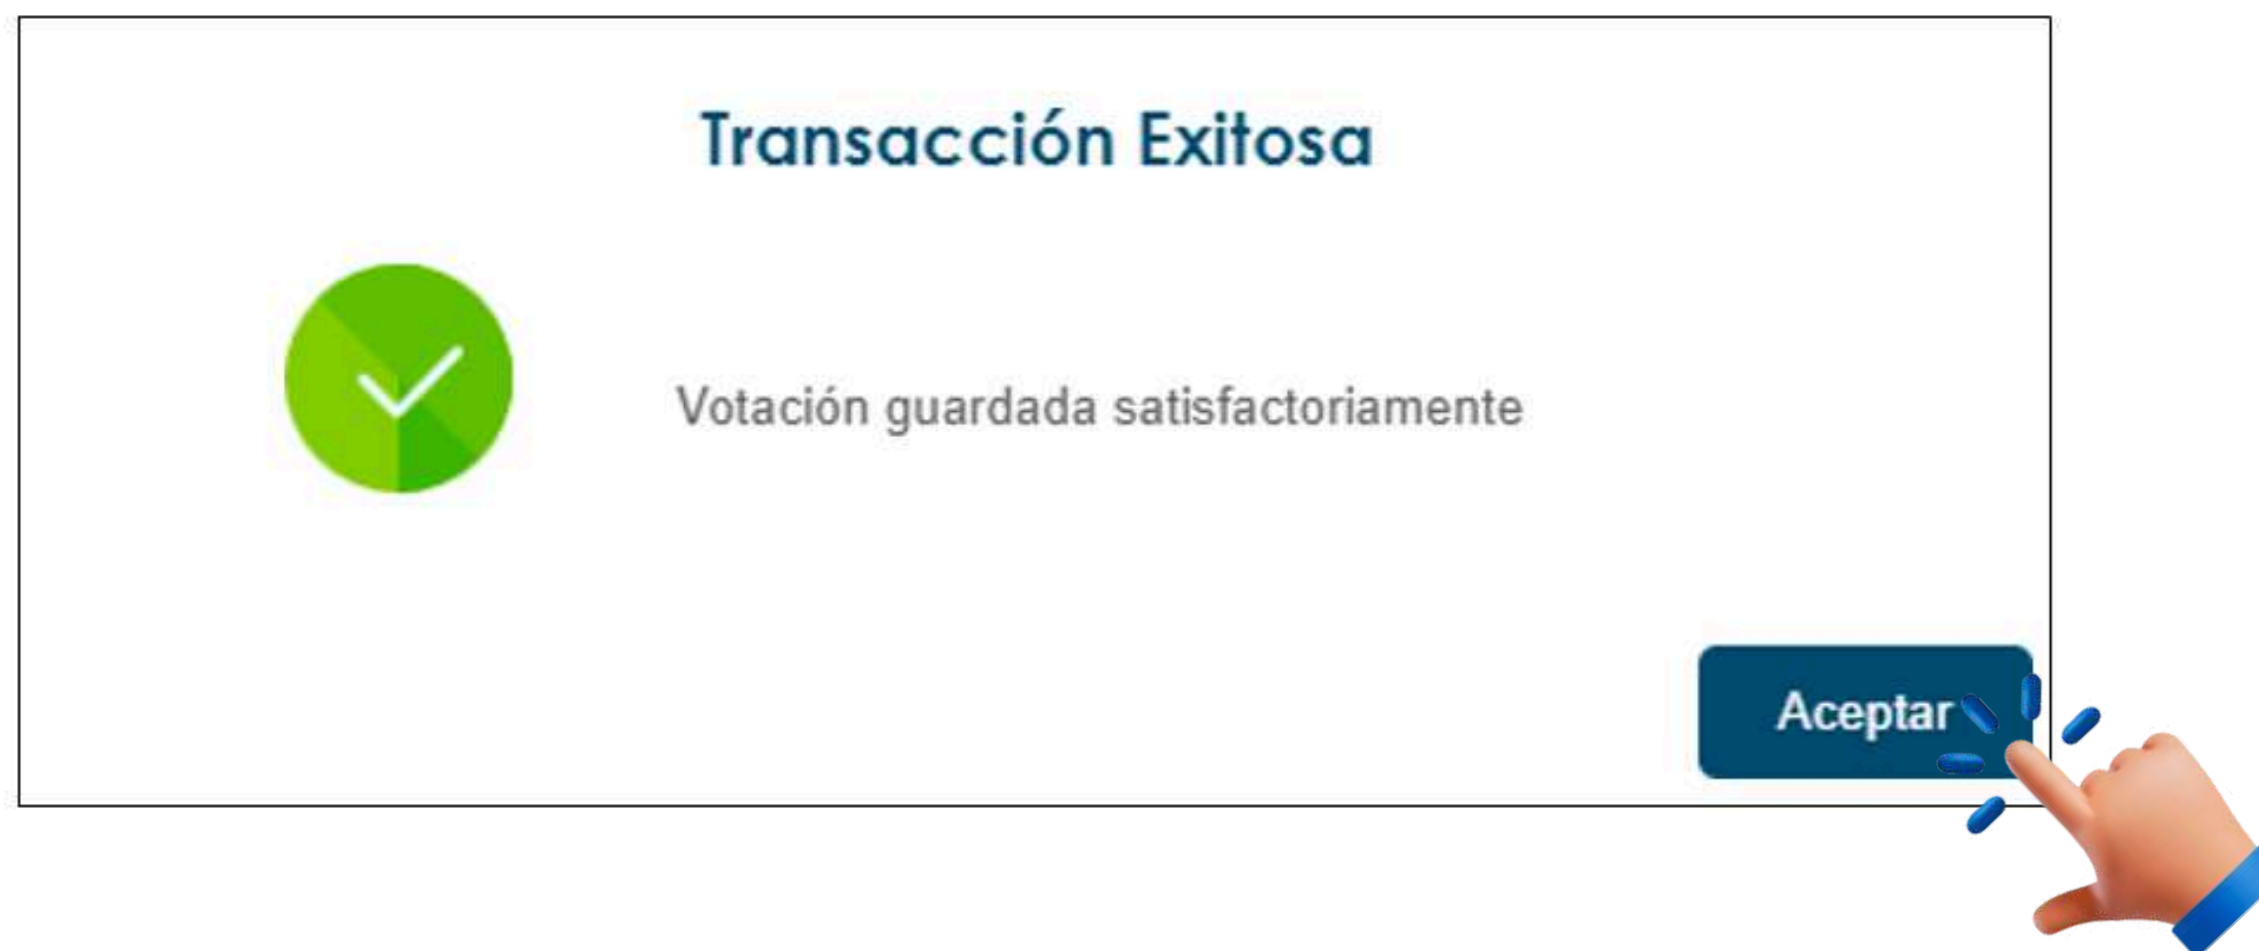 Transacción Exitosa
Votación guardada satisfactoriamente
Aceptar